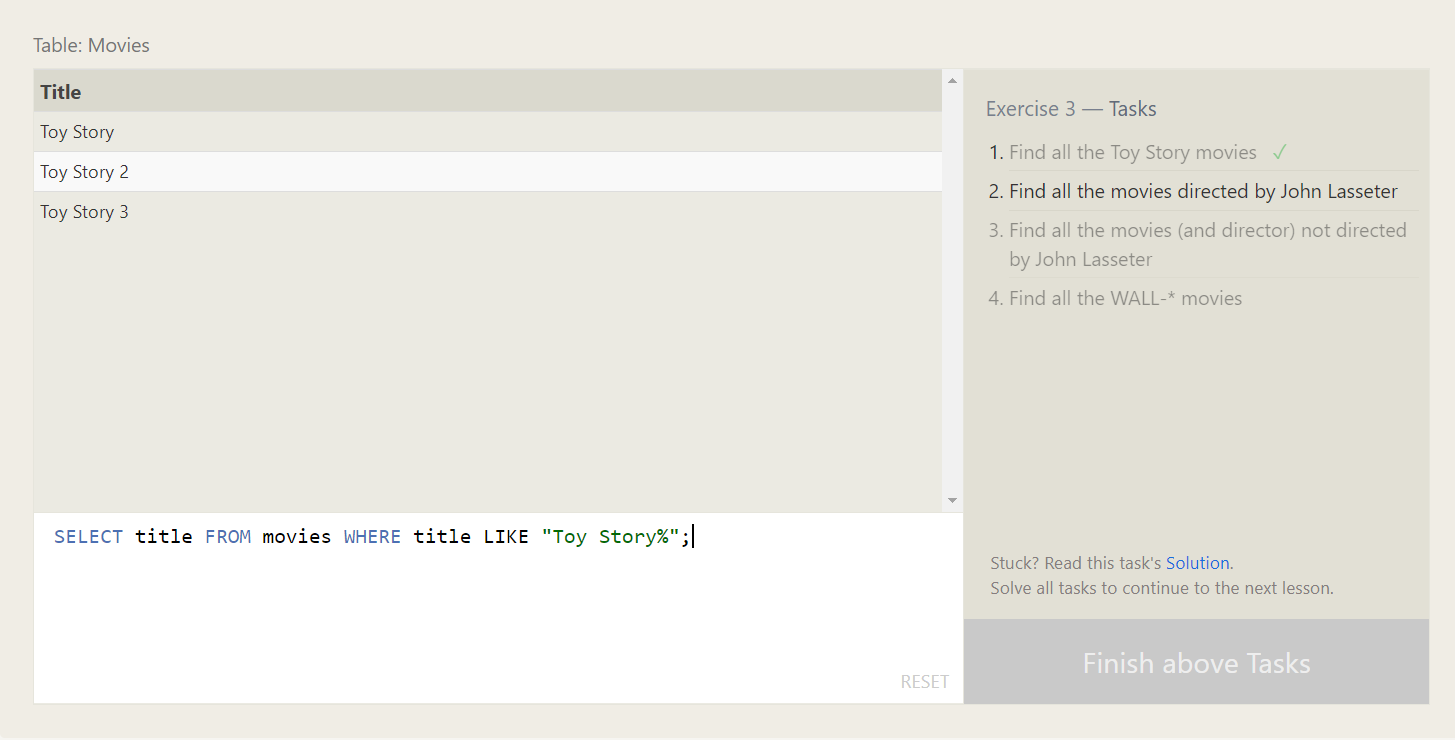 Table: Movies
Title
Toy Story
Toy Story 2
Toy Story 3
SELECT title FROM movies WHERE title LIKE "Toy Story%";
RESET
Exercise 3 — Tasks
1. Find all the Toy Story movies ✓
2. Find all the movies directed by John Lasseter
3. Find all the movies (and director) not directed
by John Lasseter
4. Find all the WALL-* movies
Stuck? Read this task's Solution.
Solve all tasks to continue to the next lesson.
Finish above Tasks